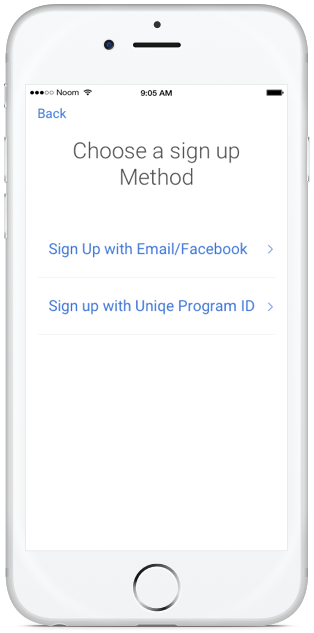 Noom 9:05 AM
Back
Choose a sign up
Method
Sign Up with Email/Facebook
Sign up with Uniqe Program ID